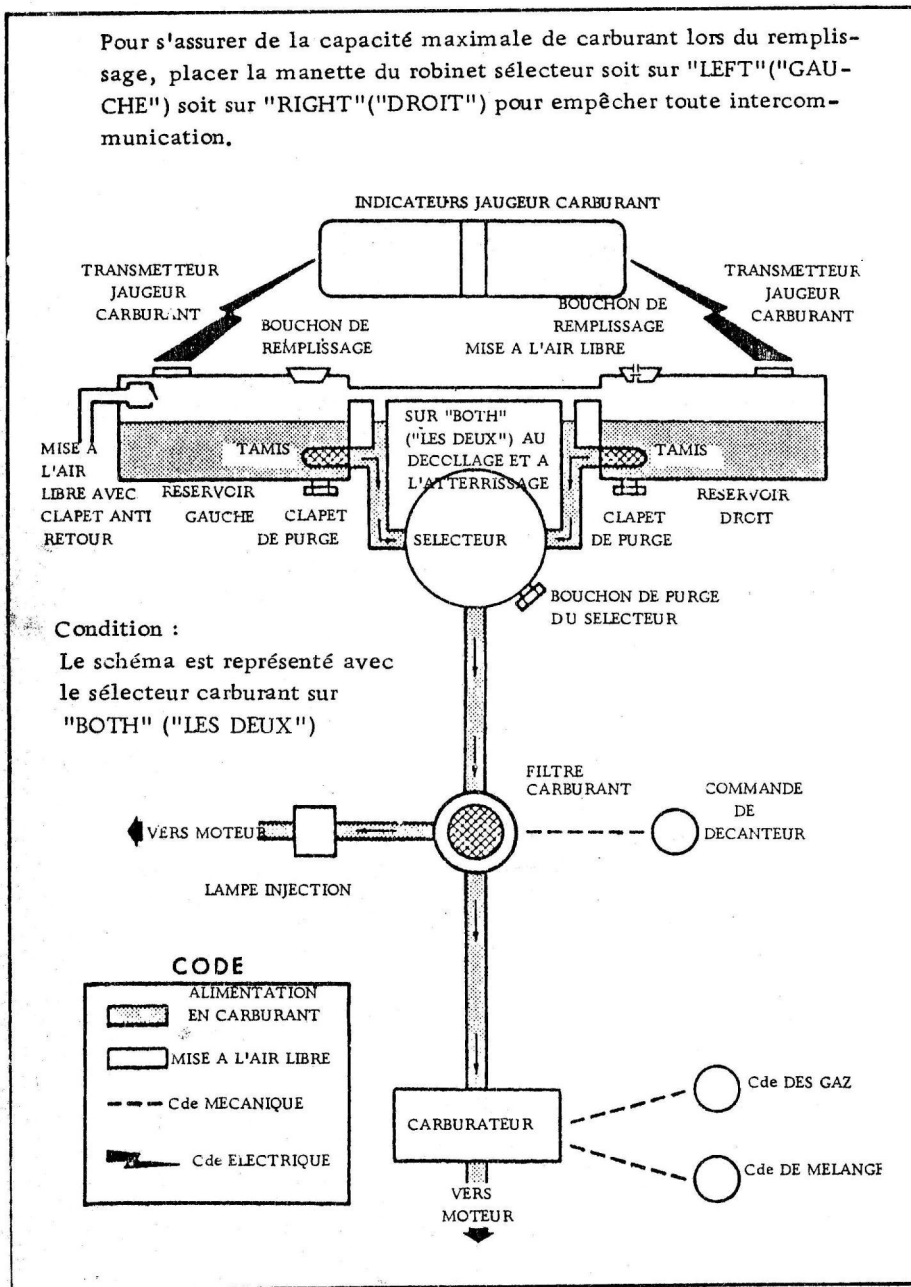 Pour s'assurer de la capacité maximale de carburant lors du remplis-
sage, placer la manette du robinet sélecteur soit sur "LEFT"("GAU-
CHE") soit sur "RIGHT"("DROIT") pour empêcher toute intercom-
munication.
INDICATEURS JAUGEUR CARBURANT
TRANSMETTEUR
JAUGEUR
CARBURANT
BOUCHON DE
REMPLISSAGE
BOUCHON DE
REMPLISSAGE
MISE A L'AIR LIBRE
TRANSMETTEUR
JAUGEUR
CARBURANT
MISE A
L'AIR
LIBRE AVEC
CLAPET ANTI
RETOUR
TAMIS
RESERVOIR
GAUCHE
CLAPET
DE PURGE
SUR "BOTH"
("LES DEUX") AU
DECOLLAGE ET A
L'ATTERRISSAGE
SELECTEUR
TAMIS
CLAPET
DE PURGE
RESERVOIR
DROIT
BOUCHON DE PURGE
DU SELECTEUR
Condition :
Le schéma est représenté avec
le sélecteur carburant sur
"BOTH" ("LES DEUX")
FILTRE
CARBURANT
COMMANDE
DE
DECANTEUR
VERS MOTEUR
LAMPE INJECTION
CODE
ALIMENTATION
EN CARBURANT
MISE A L'AIR LIBRE
Cde MECANIQUE
Cde ELECTRIQUE
CARBURATEUR
Cde DES GAZ
Cde DE MELANGE
VERS
MOTEUR